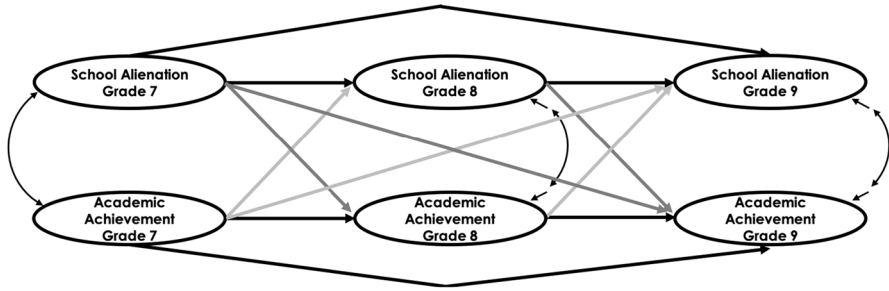 School Alienation
Grade 7
School Alienation
Grade 8
School Alienation
Grade 9
Academic
Achievement
Grade 7
Academic
Achievement
Grade 8
Academic
Achievement
Grade 9